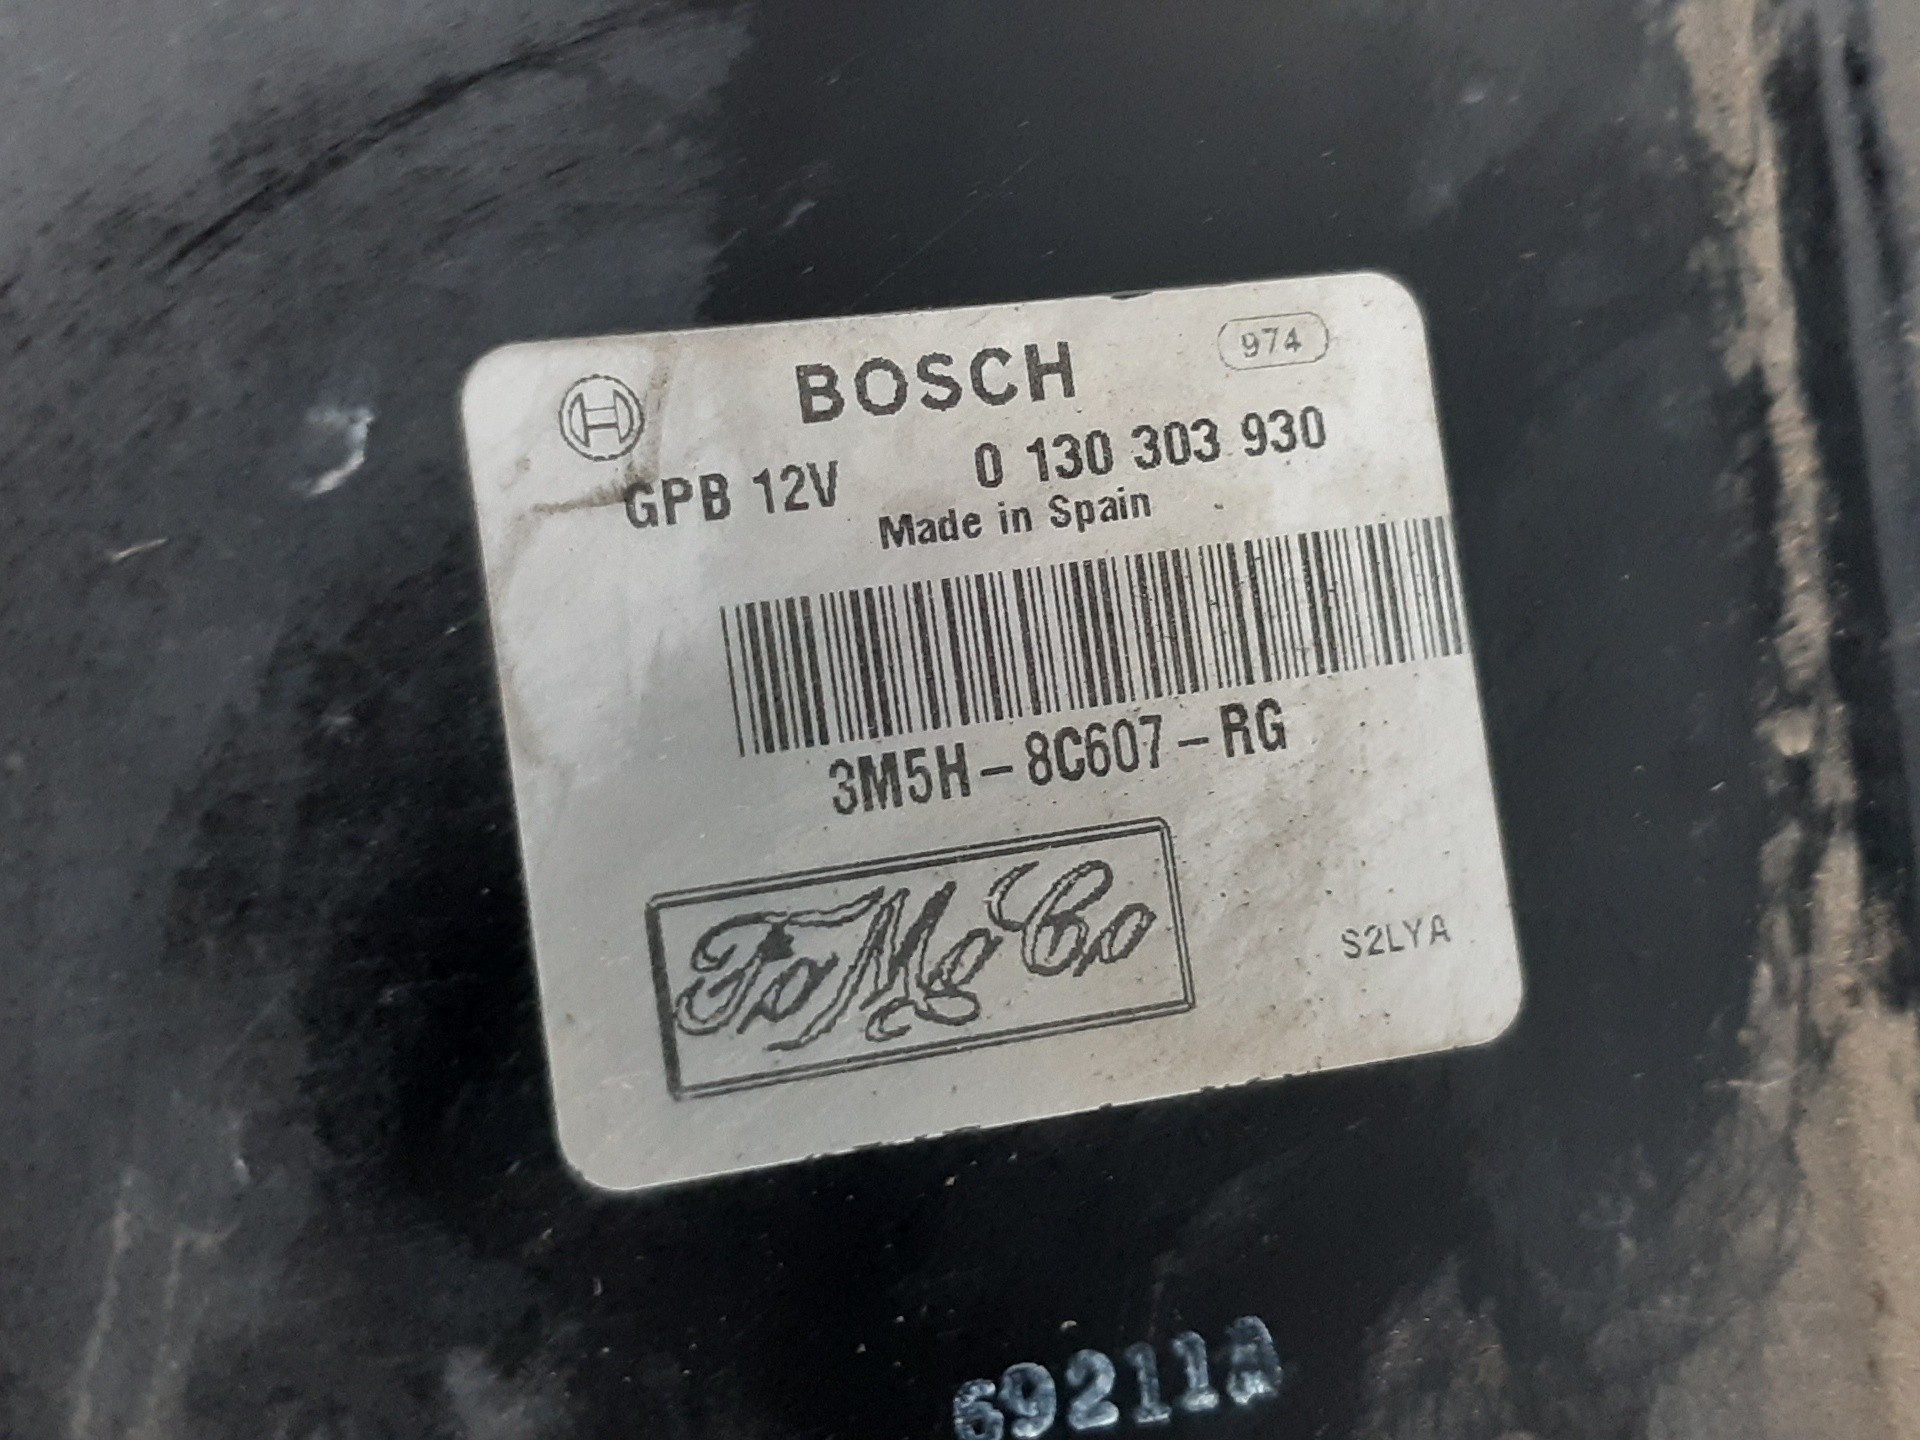 974
BOSCH
GPB 12V 0 130 303 930
Made in Spain
3M5H-8C607-RG
FoMoCo
S2LYA
69211A